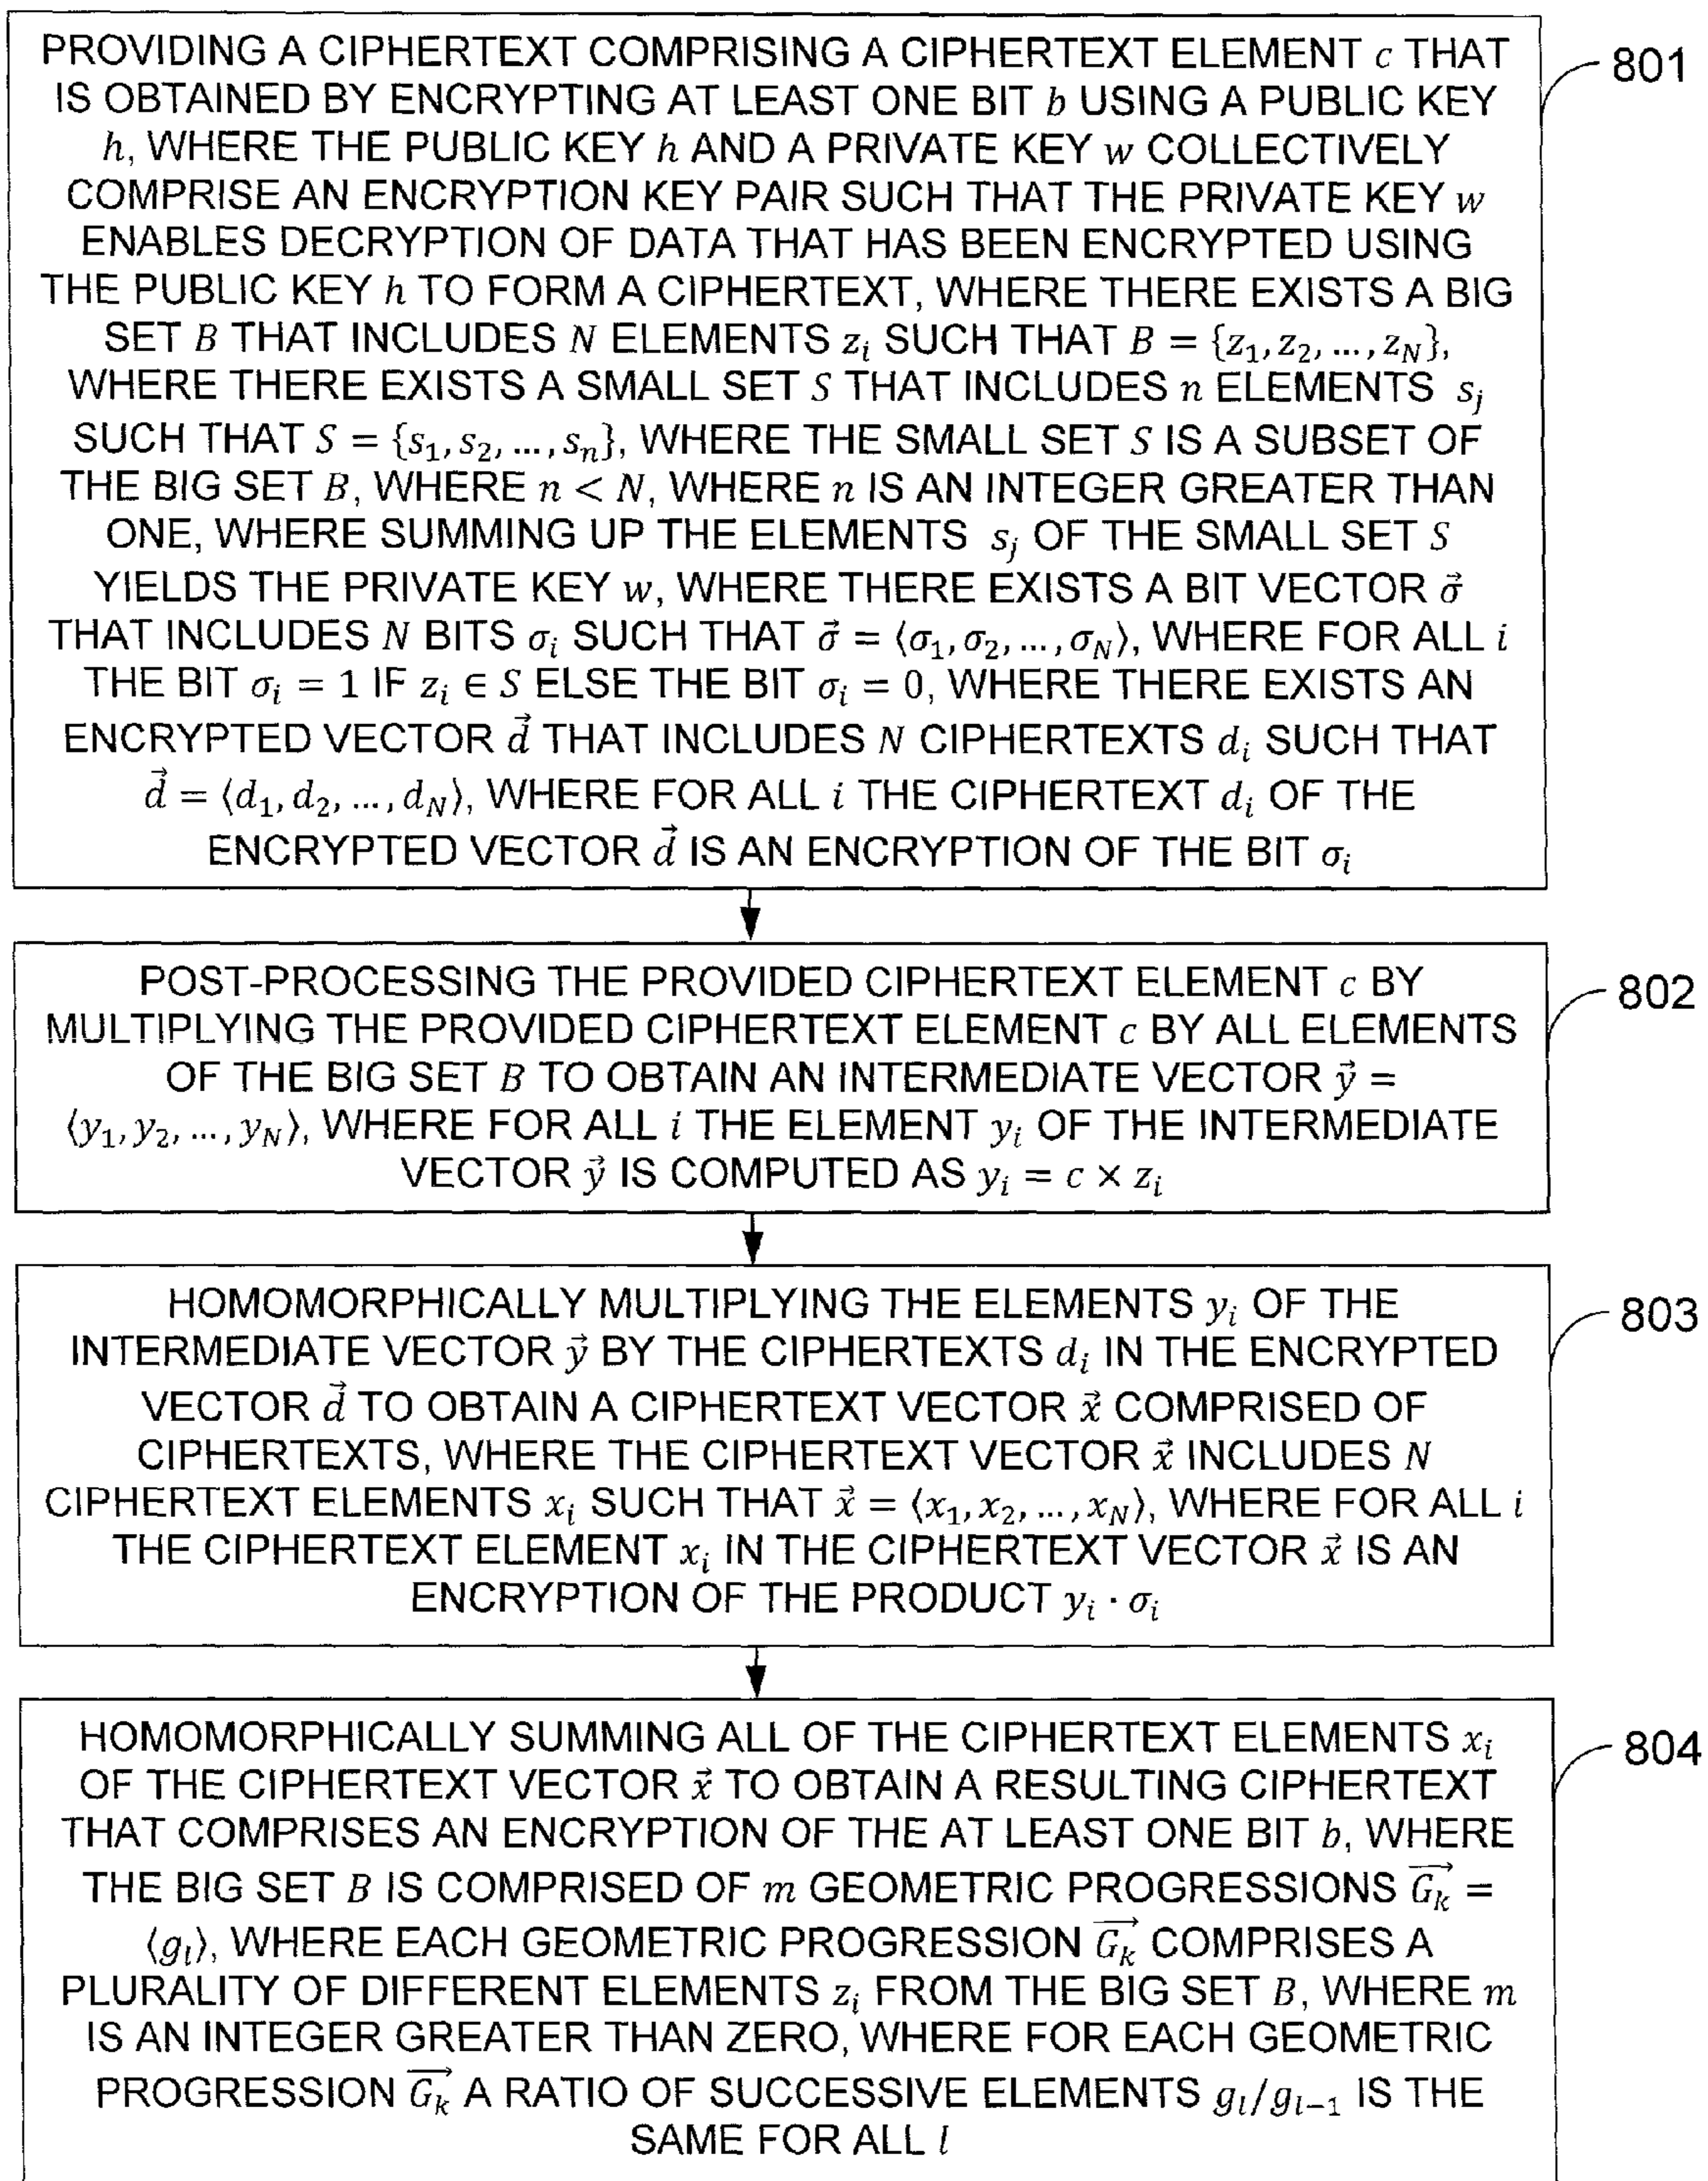 PROVIDING A CIPHERTEXT COMPRISING A CIPHERTEXT ELEMENT c THAT
IS OBTAINED BY ENCRYPTING AT LEAST ONE BIT b USING A PUBLIC KEY
h, WHERE THE PUBLIC KEY h AND A PRIVATE KEY w COLLECTIVELY
COMPRISE AN ENCRYPTION KEY PAIR SUCH THAT THE PRIVATE KEY w
ENABLES DECRYPTION OF DATA THAT HAS BEEN ENCRYPTED USING
THE PUBLIC KEY h TO FORM A CIPHERTEXT, WHERE THERE EXISTS A BIG
SET B THAT INCLUDES N ELEMENTS z_i SUCH THAT B = {z_1, z_2, ..., z_N},
WHERE THERE EXISTS A SMALL SET S THAT INCLUDES n ELEMENTS s_j
SUCH THAT S = {s_1, s_2, ..., s_n}, WHERE THE SMALL SET S IS A SUBSET OF
THE BIG SET B, WHERE n < N, WHERE n IS AN INTEGER GREATER THAN
ONE, WHERE SUMMING UP THE ELEMENTS s_j OF THE SMALL SET S
YIELDS THE PRIVATE KEY w, WHERE THERE EXISTS A BIT VECTOR σ⃗
THAT INCLUDES N BITS σ_i SUCH THAT σ⃗ = ⟨σ_1, σ_2, ..., σ_N⟩, WHERE FOR ALL i
THE BIT σ_i = 1 IF z_i ∈ S ELSE THE BIT σ_i = 0, WHERE THERE EXISTS AN
ENCRYPTED VECTOR d⃗ THAT INCLUDES N CIPHERTEXTS d_i SUCH THAT
d⃗ = ⟨d_1, d_2, ..., d_N⟩, WHERE FOR ALL i THE CIPHERTEXT d_i OF THE
ENCRYPTED VECTOR d⃗ IS AN ENCRYPTION OF THE BIT σ_i
801
POST-PROCESSING THE PROVIDED CIPHERTEXT ELEMENT c BY
MULTIPLYING THE PROVIDED CIPHERTEXT ELEMENT c BY ALL ELEMENTS
OF THE BIG SET B TO OBTAIN AN INTERMEDIATE VECTOR y⃗ =
⟨y_1, y_2, ..., y_N⟩, WHERE FOR ALL i THE ELEMENT y_i OF THE INTERMEDIATE
VECTOR y⃗ IS COMPUTED AS y_i = c × z_i
802
HOMOMORPHICALLY MULTIPLYING THE ELEMENTS y_i OF THE
INTERMEDIATE VECTOR y⃗ BY THE CIPHERTEXTS d_i IN THE ENCRYPTED
VECTOR d⃗ TO OBTAIN A CIPHERTEXT VECTOR x⃗ COMPRISED OF
CIPHERTEXTS, WHERE THE CIPHERTEXT VECTOR x⃗ INCLUDES N
CIPHERTEXT ELEMENTS x_i SUCH THAT x⃗ = ⟨x_1, x_2, ..., x_N⟩, WHERE FOR ALL i
THE CIPHERTEXT ELEMENT x_i IN THE CIPHERTEXT VECTOR x⃗ IS AN
ENCRYPTION OF THE PRODUCT y_i · σ_i
803
HOMOMORPHICALLY SUMMING ALL OF THE CIPHERTEXT ELEMENTS x_i
OF THE CIPHERTEXT VECTOR x⃗ TO OBTAIN A RESULTING CIPHERTEXT
THAT COMPRISES AN ENCRYPTION OF THE AT LEAST ONE BIT b, WHERE
THE BIG SET B IS COMPRISED OF m GEOMETRIC PROGRESSIONS G_k⃗ =
⟨g_l⟩, WHERE EACH GEOMETRIC PROGRESSION G_k⃗ COMPRISES A
PLURALITY OF DIFFERENT ELEMENTS z_i FROM THE BIG SET B, WHERE m
IS AN INTEGER GREATER THAN ZERO, WHERE FOR EACH GEOMETRIC
PROGRESSION G_k⃗ A RATIO OF SUCCESSIVE ELEMENTS g_l/g_{l−1} IS THE
SAME FOR ALL l
804